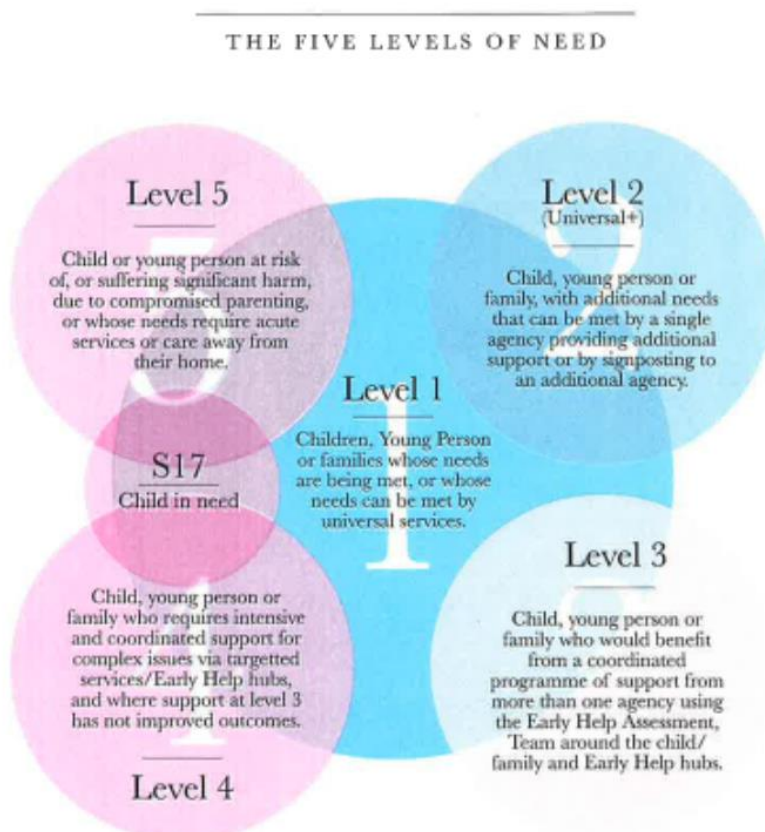 THE FIVE LEVELS OF NEED
Level 5
Child or young person at risk
of, or suffering significant harm,
due to compromised parenting,
or whose needs require acute
services or care away from
their home.
5
Level 2
(Universal+)
Child, young person or
family, with additional needs
that can be met by a single
agency providing additional
support or by signposting to
an additional agency.
2
Level 1
Children, Young Person
or families whose needs
are being met, or whose
needs can be met by
universal services.
1
S17
Child in need
Level 3
Child, young person or
family who would benefit
from a coordinated
programme of support from
more than one agency using
the Early Help Assessment,
Team around the child/
family and Early Help hubs.
3
Child, young person or
family who requires intensive
and coordinated support for
complex issues via targetted
services/Early Help hubs,
and where support at level 3
has not improved outcomes.
4
Level 4